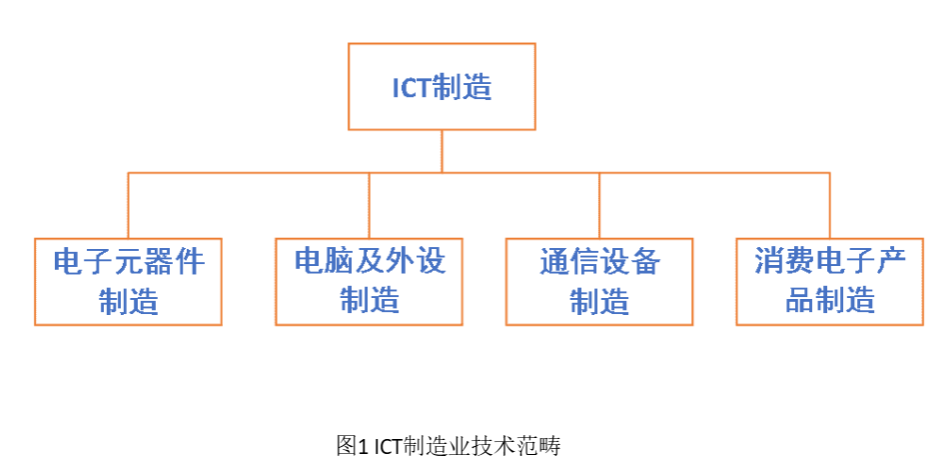 ICT制造
电子元器件
制造
电脑及外设
制造
通信设备
制造
消费电子产
品制造
图1 ICT制造业技术范畴